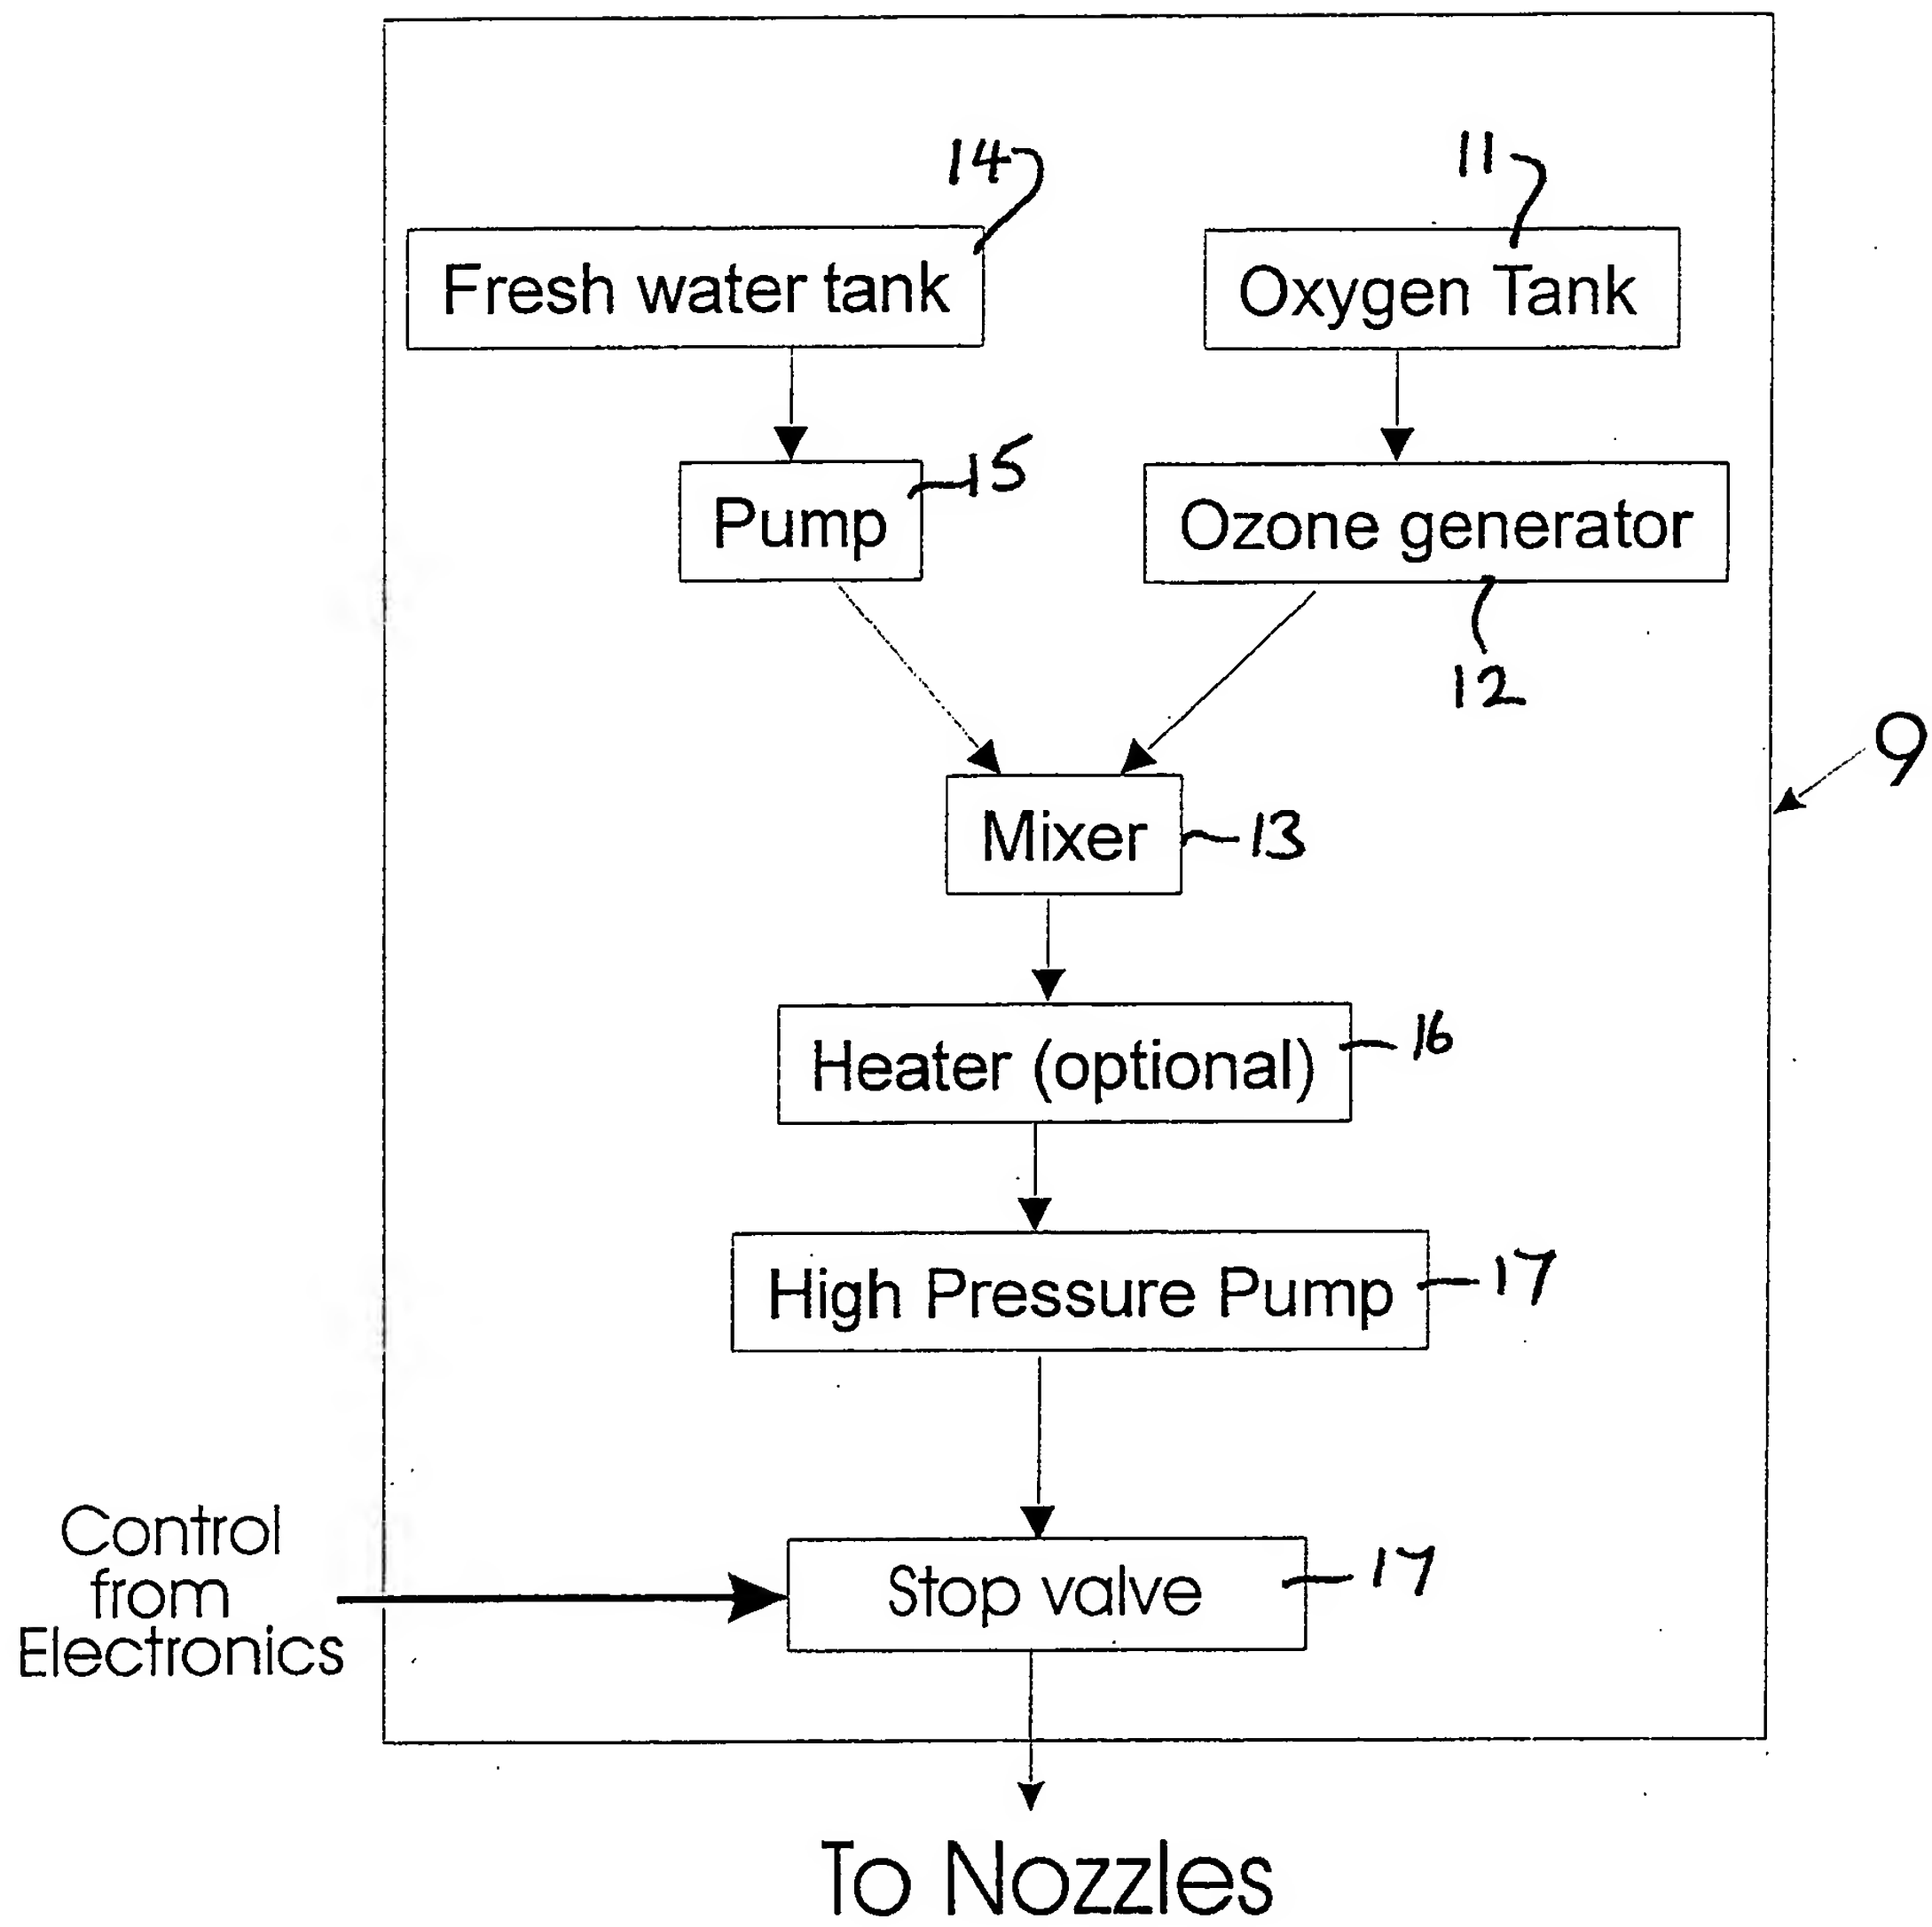 14
11
Fresh water tank
Oxygen Tank
15
Pump
Ozone generator
12
9
Mixer
13
Heater (optional)
16
High Pressure Pump
17
Control
from
Electronics
Stop valve
17
To Nozzles